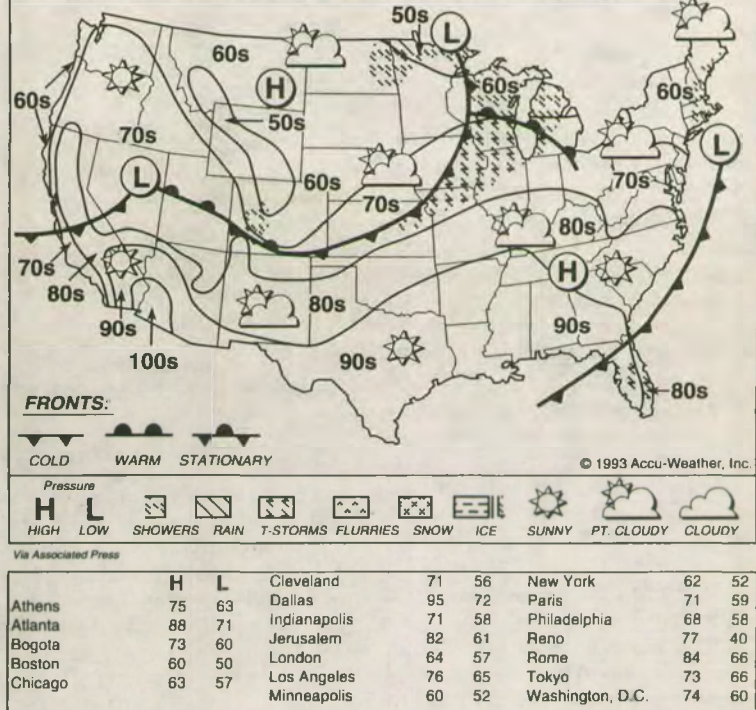 50s
L
60s
H
60s
60s
60s
50s
70s
L
60s
L
70s
70s
80s
H
70s
80s
80s
90s
90s
100s
90s
80s
FRONTS:
COLD WARM STATIONARY
© 1993 Accu-Weather, Inc.
Pressure
H L
HIGH LOW SHOWERS RAIN T-STORMS FLURRIES SNOW ICE SUNNY PT. CLOUDY CLOUDY
Via Associated Press
H L
Athens 75 63
Atlanta 88 71
Bogota 73 60
Boston 60 50
Chicago 63 57
Cleveland 71 56
Dallas 95 72
Indianapolis 71 58
Jerusalem 82 61
London 64 57
Los Angeles 76 65
Minneapolis 60 52
New York 62 52
Paris 71 59
Philadelphia 68 58
Reno 77 40
Rome 84 66
Tokyo 73 66
Washington, D.C. 74 60